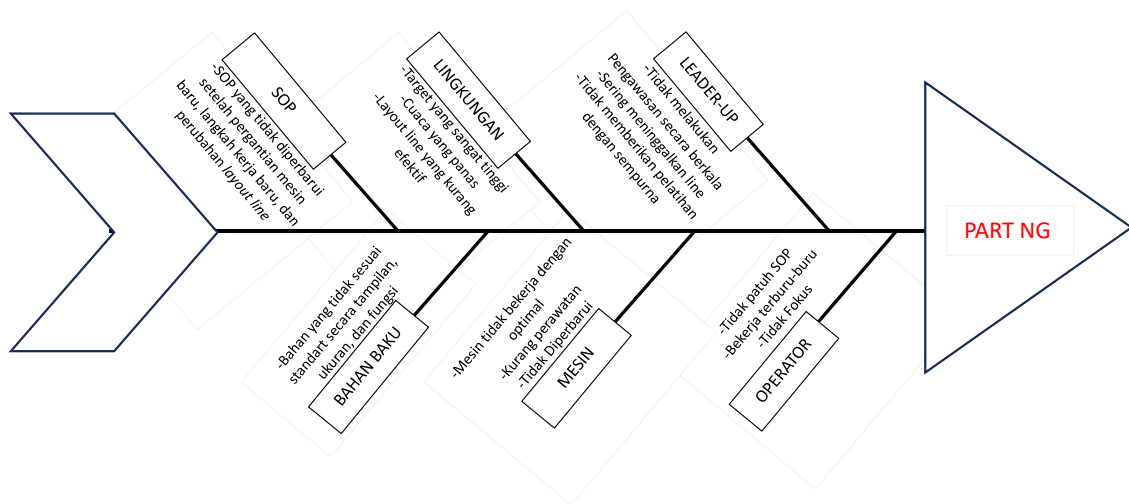 SOP
-SOP yang tidak diperbarui
setelah pergantian mesin
baru, langkah kerja baru, dan
perubahan layout line
LINGKUNGAN
-Target yang sangat tinggi
-Cuaca yang panas
-Layout line yang kurang
efektif
LEADER-UP
-Tidak melakukan
Pengawasan secara berkala
-Sering meninggalkan line
-Tidak memberikan pelatihan
dengan sempurna
PART NG
-Bahan yang tidak sesuai
standart secara tampilan,
ukuran, dan fungsi
BAHAN BAKU
-Mesin tidak bekerja dengan
optimal
-Kurang perawatan
-Tidak Diperbarui
MESIN
-Tidak patuh SOP
-Bekerja terburu-buru
-Tidak Fokus
OPERATOR